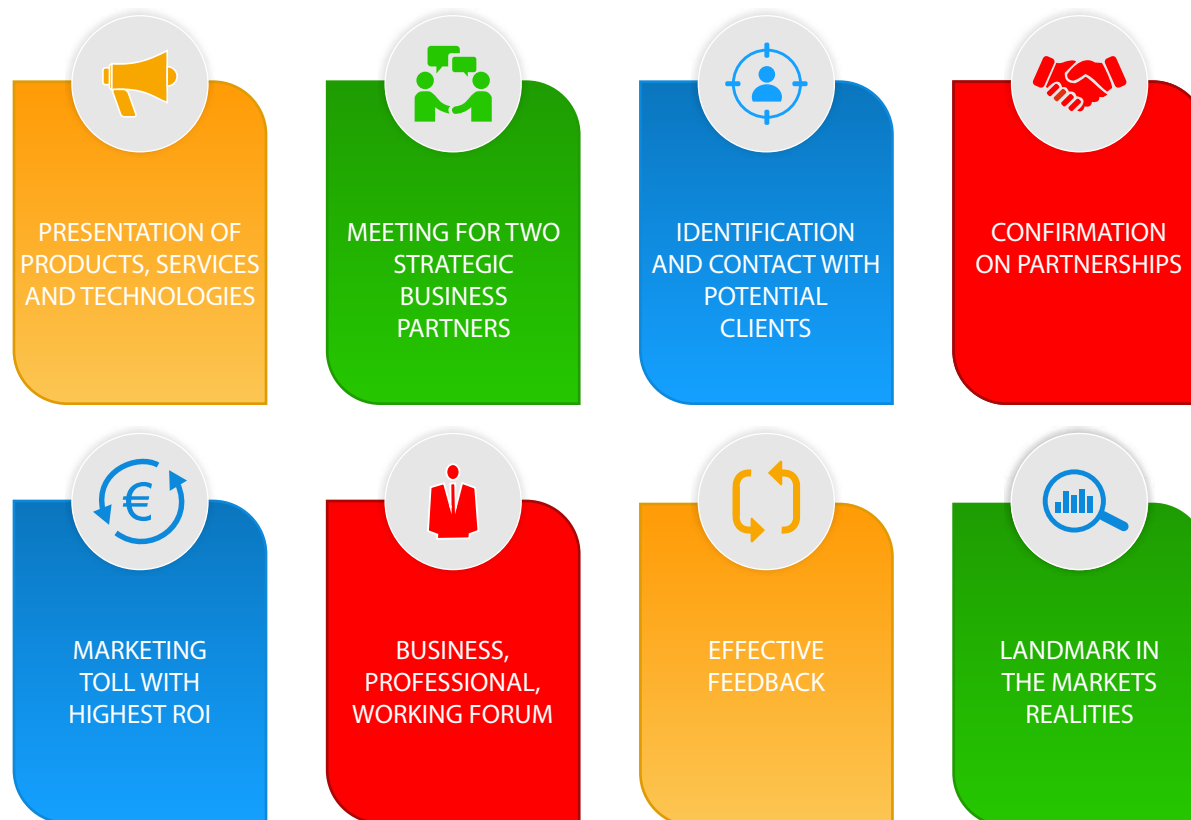 PRESENTATION OF
PRODUCTS, SERVICES
AND TECHNOLOGIES
MEETING FOR TWO
STRATEGIC
BUSINESS
PARTNERS
IDENTIFICATION
AND CONTACT WITH
POTENTIAL
CLIENTS
CONFIRMATION
ON PARTNERSHIPS
€
MARKETING
TOLL WITH
HIGHEST ROI
BUSINESS,
PROFESSIONAL,
WORKING FORUM
EFFECTIVE
FEEDBACK
LANDMARK IN
THE MARKETS
REALITIES